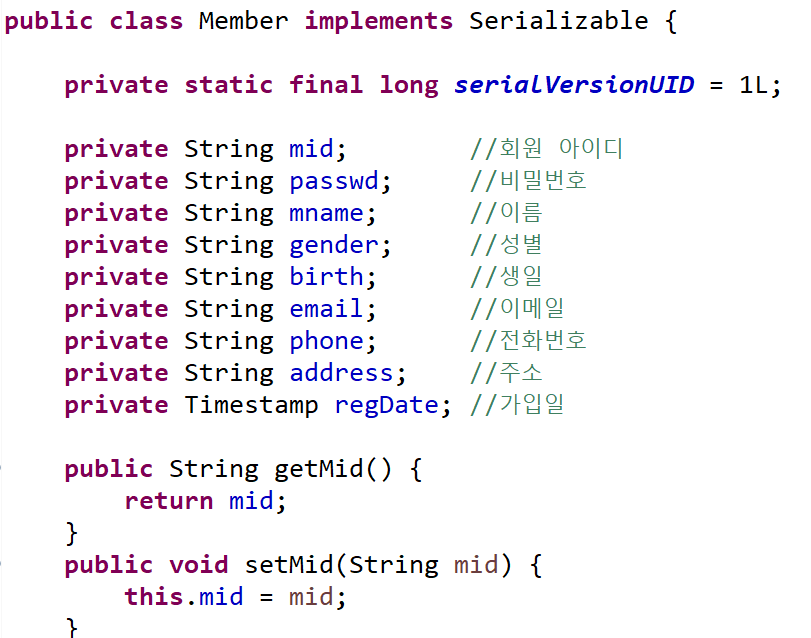 public class Member implements Serializable {
private static final long serialVersionUID = 1L;
private String mid; //회원 아이디
private String passwd; //비밀번호
private String mname; //이름
private String gender; //성별
private String birth; //생일
private String email; //이메일
private String phone; //전화번호
private String address; //주소
private Timestamp regDate; //가입일
public String getMid() {
return mid;
}
public void setMid(String mid) {
this.mid = mid;
}